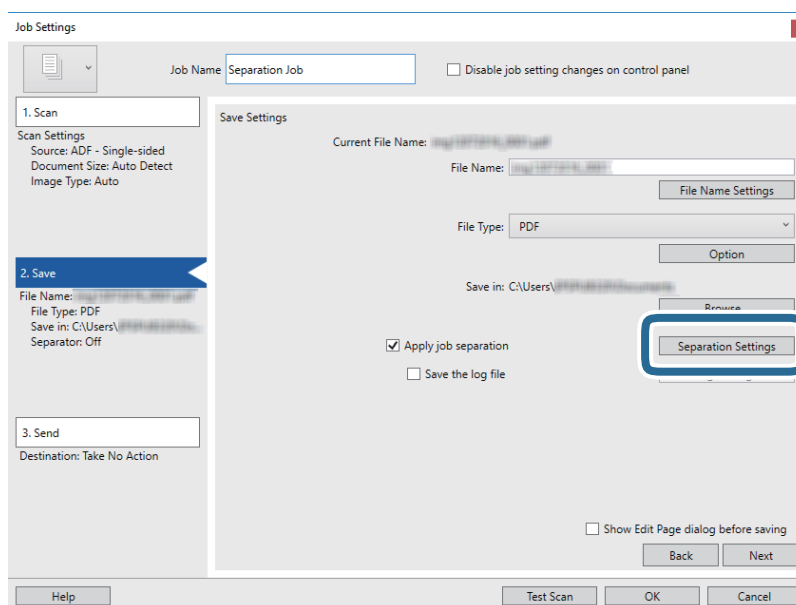 Job Settings
Job Name Separation Job
Disable job setting changes on control panel
1. Scan
Scan Settings
Source: ADF - Single-sided
Document Size: Auto Detect
Image Type: Auto
2. Save
File Name:
File Type: PDF
Save in: C:\Users\
Separator: Off
3. Send
Destination: Take No Action
Save Settings
Current File Name:
File Name:
File Name Settings
File Type: PDF
Option
Save in: C:\Users\
Browse
Apply job separation
Separation Settings
Save the log file
Show Edit Page dialog before saving
Back Next
Help Test Scan OK Cancel